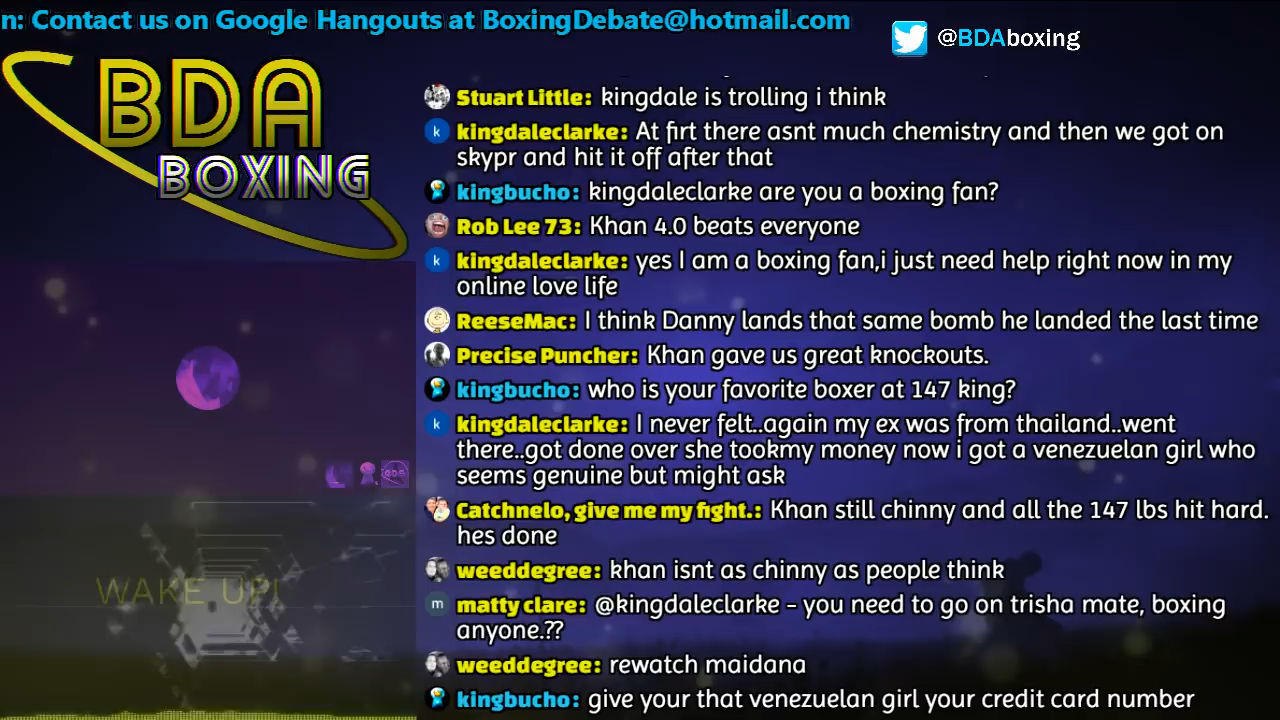 n: Contact us on Google Hangouts at BoxingDebate@hotmail.com
@BDAboxing
BDA
BOXING
Stuart Little: kingdale is trolling i think
kingdaleclarke: At firt there asnt much chemistry and then we got on
skypr and hit it off after that
kingbucho: kingdaleclarke are you a boxing fan?
Rob Lee 73: Khan 4.0 beats everyone
kingdaleclarke: yes I am a boxing fan,i just need help right now in my
online love life
ReeseMac: I think Danny lands that same bomb he landed the last time
Precise Puncher: Khan gave us great knockouts.
kingbucho: who is your favorite boxer at 147 king?
kingdaleclarke: I never felt..again my ex was from thailand..went
there..got done over she tookmy money now i got a venezuelan girl who
seems genuine but might ask
Catchnelo, give me my fight.: Khan still chinny and all the 147 lbs hit hard.
hes done
weeddegree: khan isnt as chinny as people think
matty clare: @kingdaleclarke - you need to go on trisha mate, boxing
anyone.??
weeddegree: rewatch maidana
kingbucho: give your that venezuelan girl your credit card number
WAKE UP!